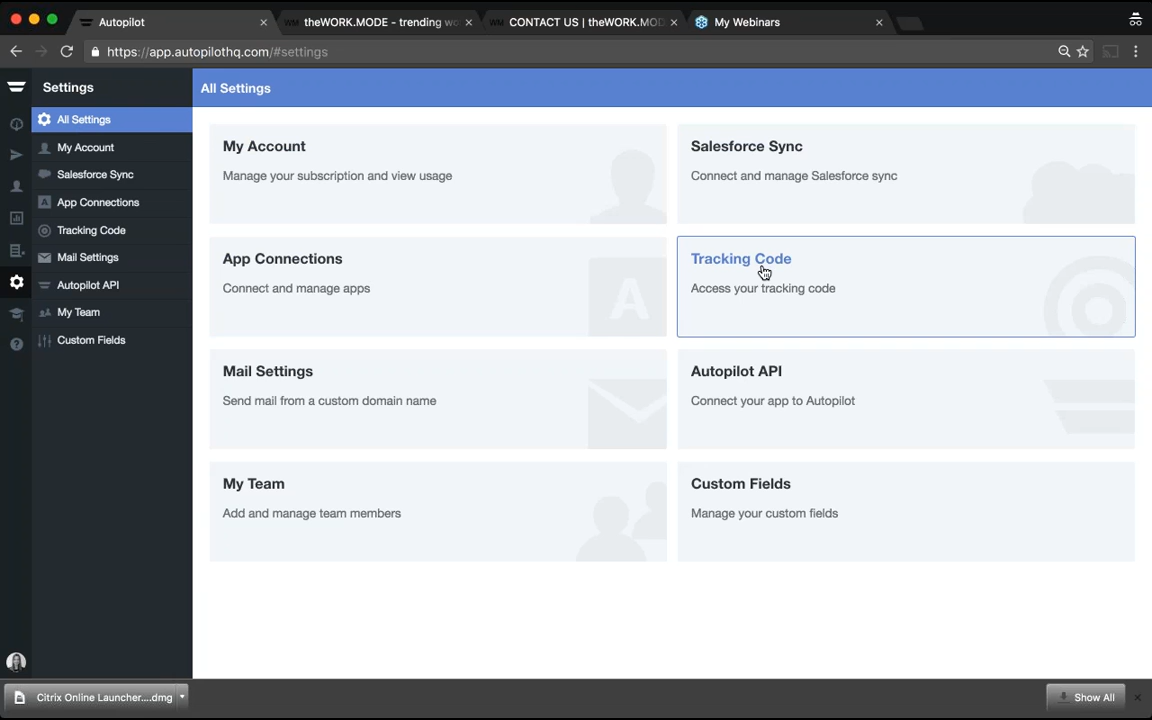 Autopilot
theWORK.MODE - trending wo
CONTACT US | theWORK.MOD
My Webinars
https://app.autopilothq.com/#settings
Settings
All Settings
All Settings
My Account
Salesforce Sync
App Connections
Tracking Code
Mail Settings
Autopilot API
My Team
Custom Fields
My Account
Manage your subscription and view usage
Salesforce Sync
Connect and manage Salesforce sync
App Connections
Connect and manage apps
A
Tracking Code
Access your tracking code
Mail Settings
Send mail from a custom domain name
Autopilot API
Connect your app to Autopilot
My Team
Add and manage team members
Custom Fields
Manage your custom fields
Citrix Online Launcher....dmg
Show All